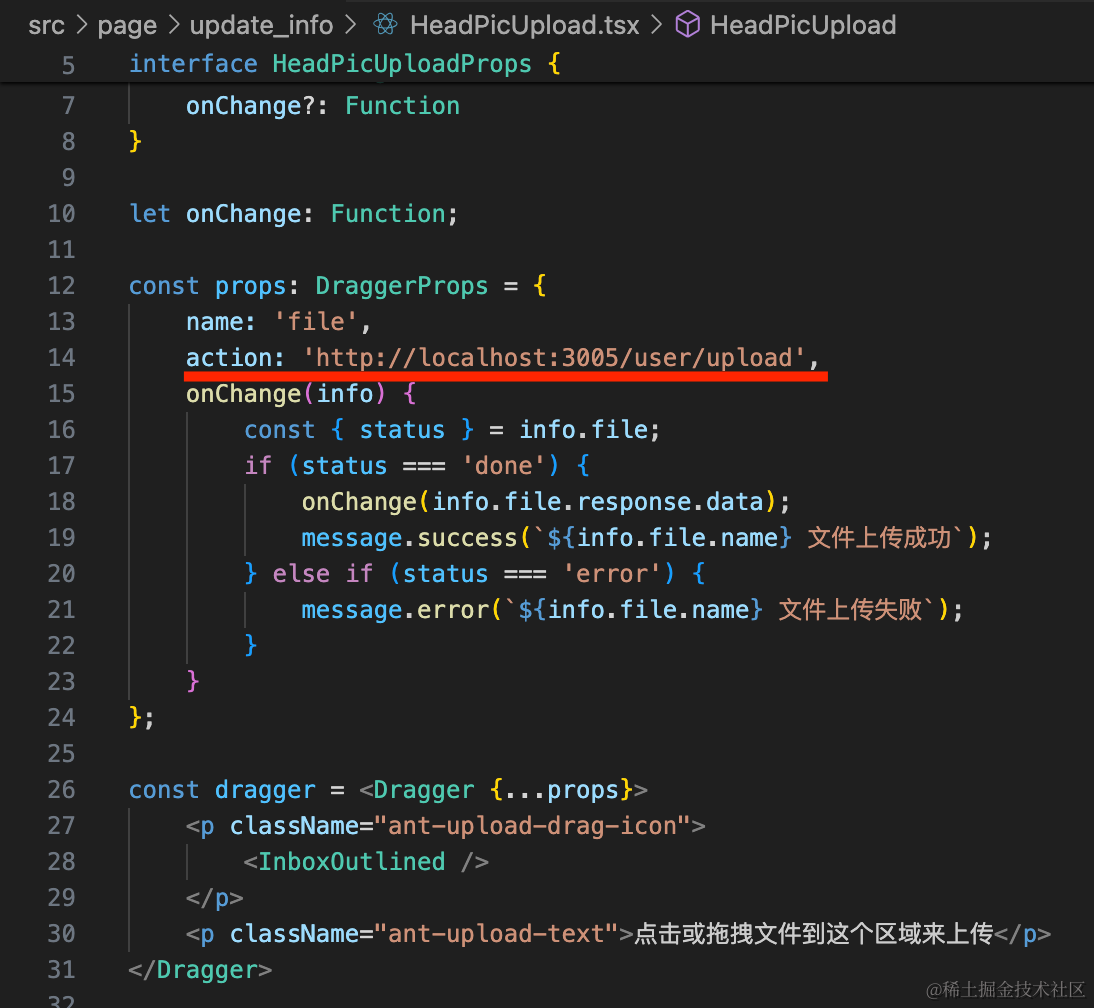 src > page > update_info > HeadPicUpload.tsx > HeadPicUpload
5 interface HeadPicUploadProps {
7     onChange?: Function
8 }
9
10 let onChange: Function;
11
12 const props: DraggerProps = {
13     name: 'file',
14     action: 'http://localhost:3005/user/upload',
15     onChange(info) {
16         const { status } = info.file;
17         if (status === 'done') {
18             onChange(info.file.response.data);
19             message.success(`${info.file.name} 文件上传成功`);
20         } else if (status === 'error') {
21             message.error(`${info.file.name} 文件上传失败`);
22         }
23     }
24 };
25
26 const dragger = <Dragger {...props}>
27     <p className="ant-upload-drag-icon">
28         <InboxOutlined />
29     </p>
30     <p className="ant-upload-text">点击或拖拽文件到这个区域来上传</p>
31 </Dragger>
32
@稀土掘金技术社区